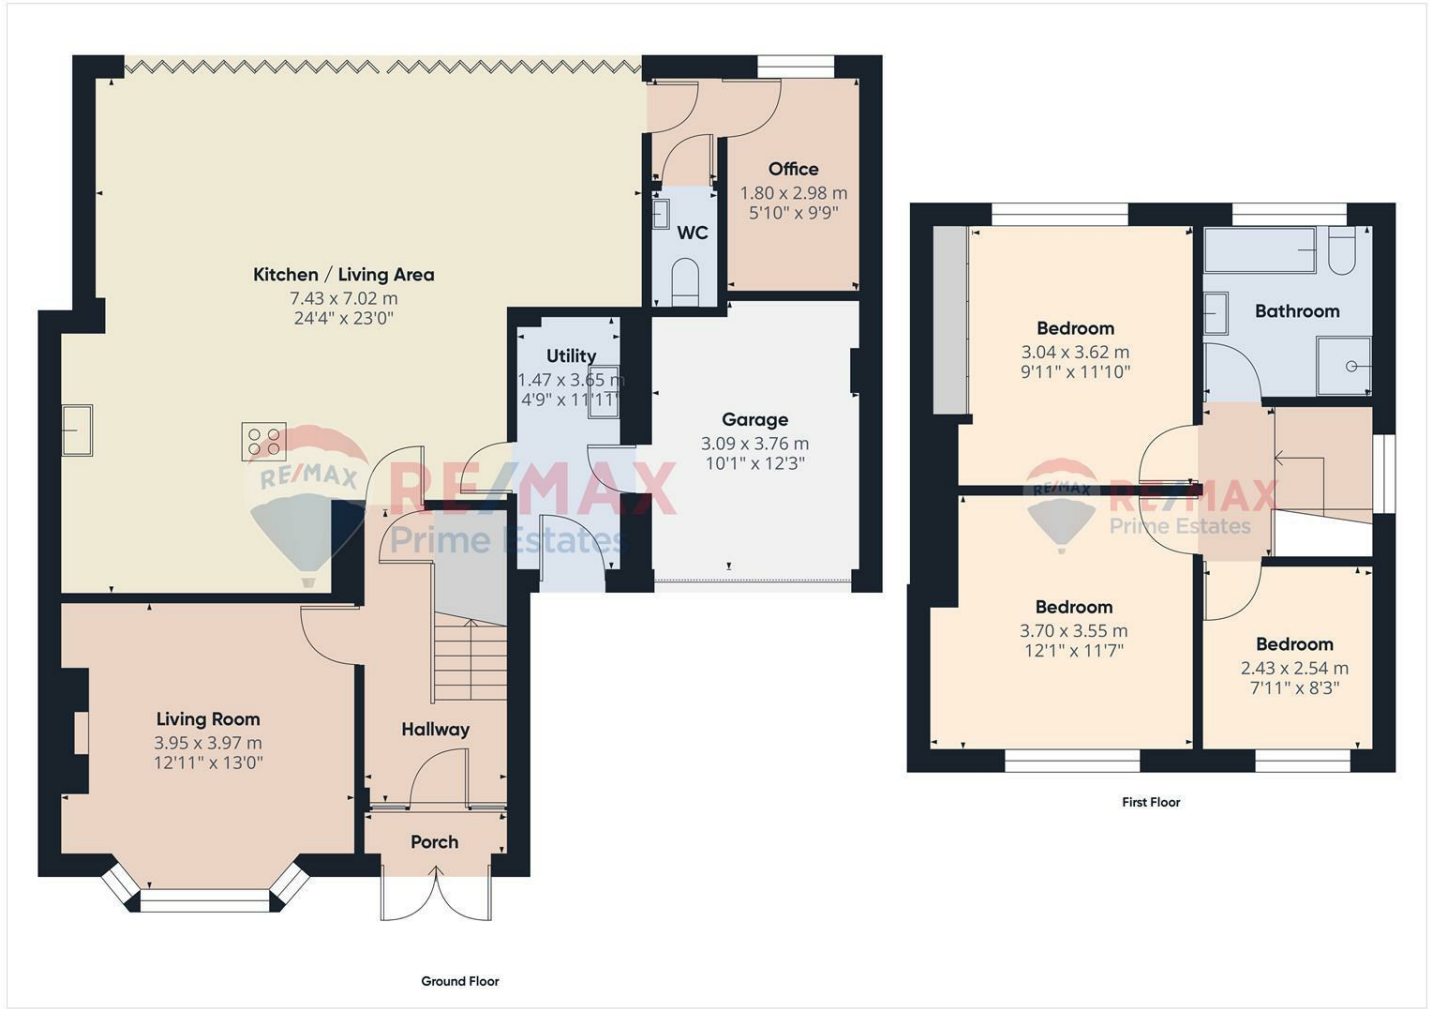 Kitchen / Living Area
7.43 x 7.02 m
24'4" x 23'0"
Office
1.80 x 2.98 m
5'10" x 9'9"
WC
Utility
1.47 x 3.65 m
4'9" x 11'11"
Garage
3.09 x 3.76 m
10'1" x 12'3"
RE/MAX
RE/MAX
Prime Estates
Living Room
3.95 x 3.97 m
12'11" x 13'0"
Hallway
Porch
Ground Floor
Bedroom
3.04 x 3.62 m
9'11" x 11'10"
Bathroom
RE/MAX
RE/MAX
Prime Estates
Bedroom
3.70 x 3.55 m
12'1" x 11'7"
Bedroom
2.43 x 2.54 m
7'11" x 8'3"
First Floor